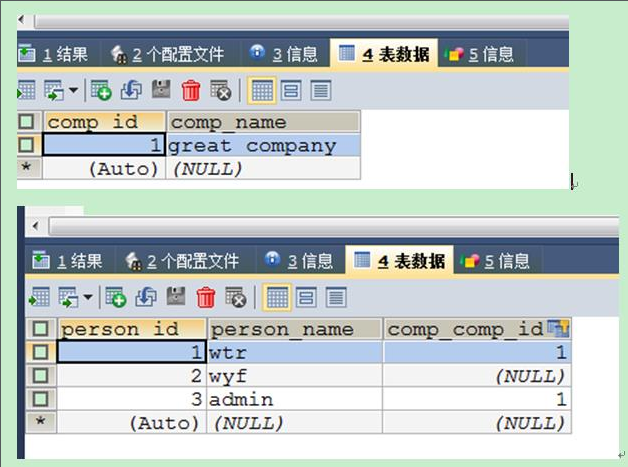 1 结果 2 个配置文件 3 信息 4 表数据 5 信息
comp_id comp_name
1 great company
* (Auto) (NULL)
1 结果 2 个配置文件 3 信息 4 表数据 5 信息
person_id person_name comp_comp_id
1 wtr 1
2 wyf (NULL)
3 admin 1
* (Auto) (NULL) (NULL)